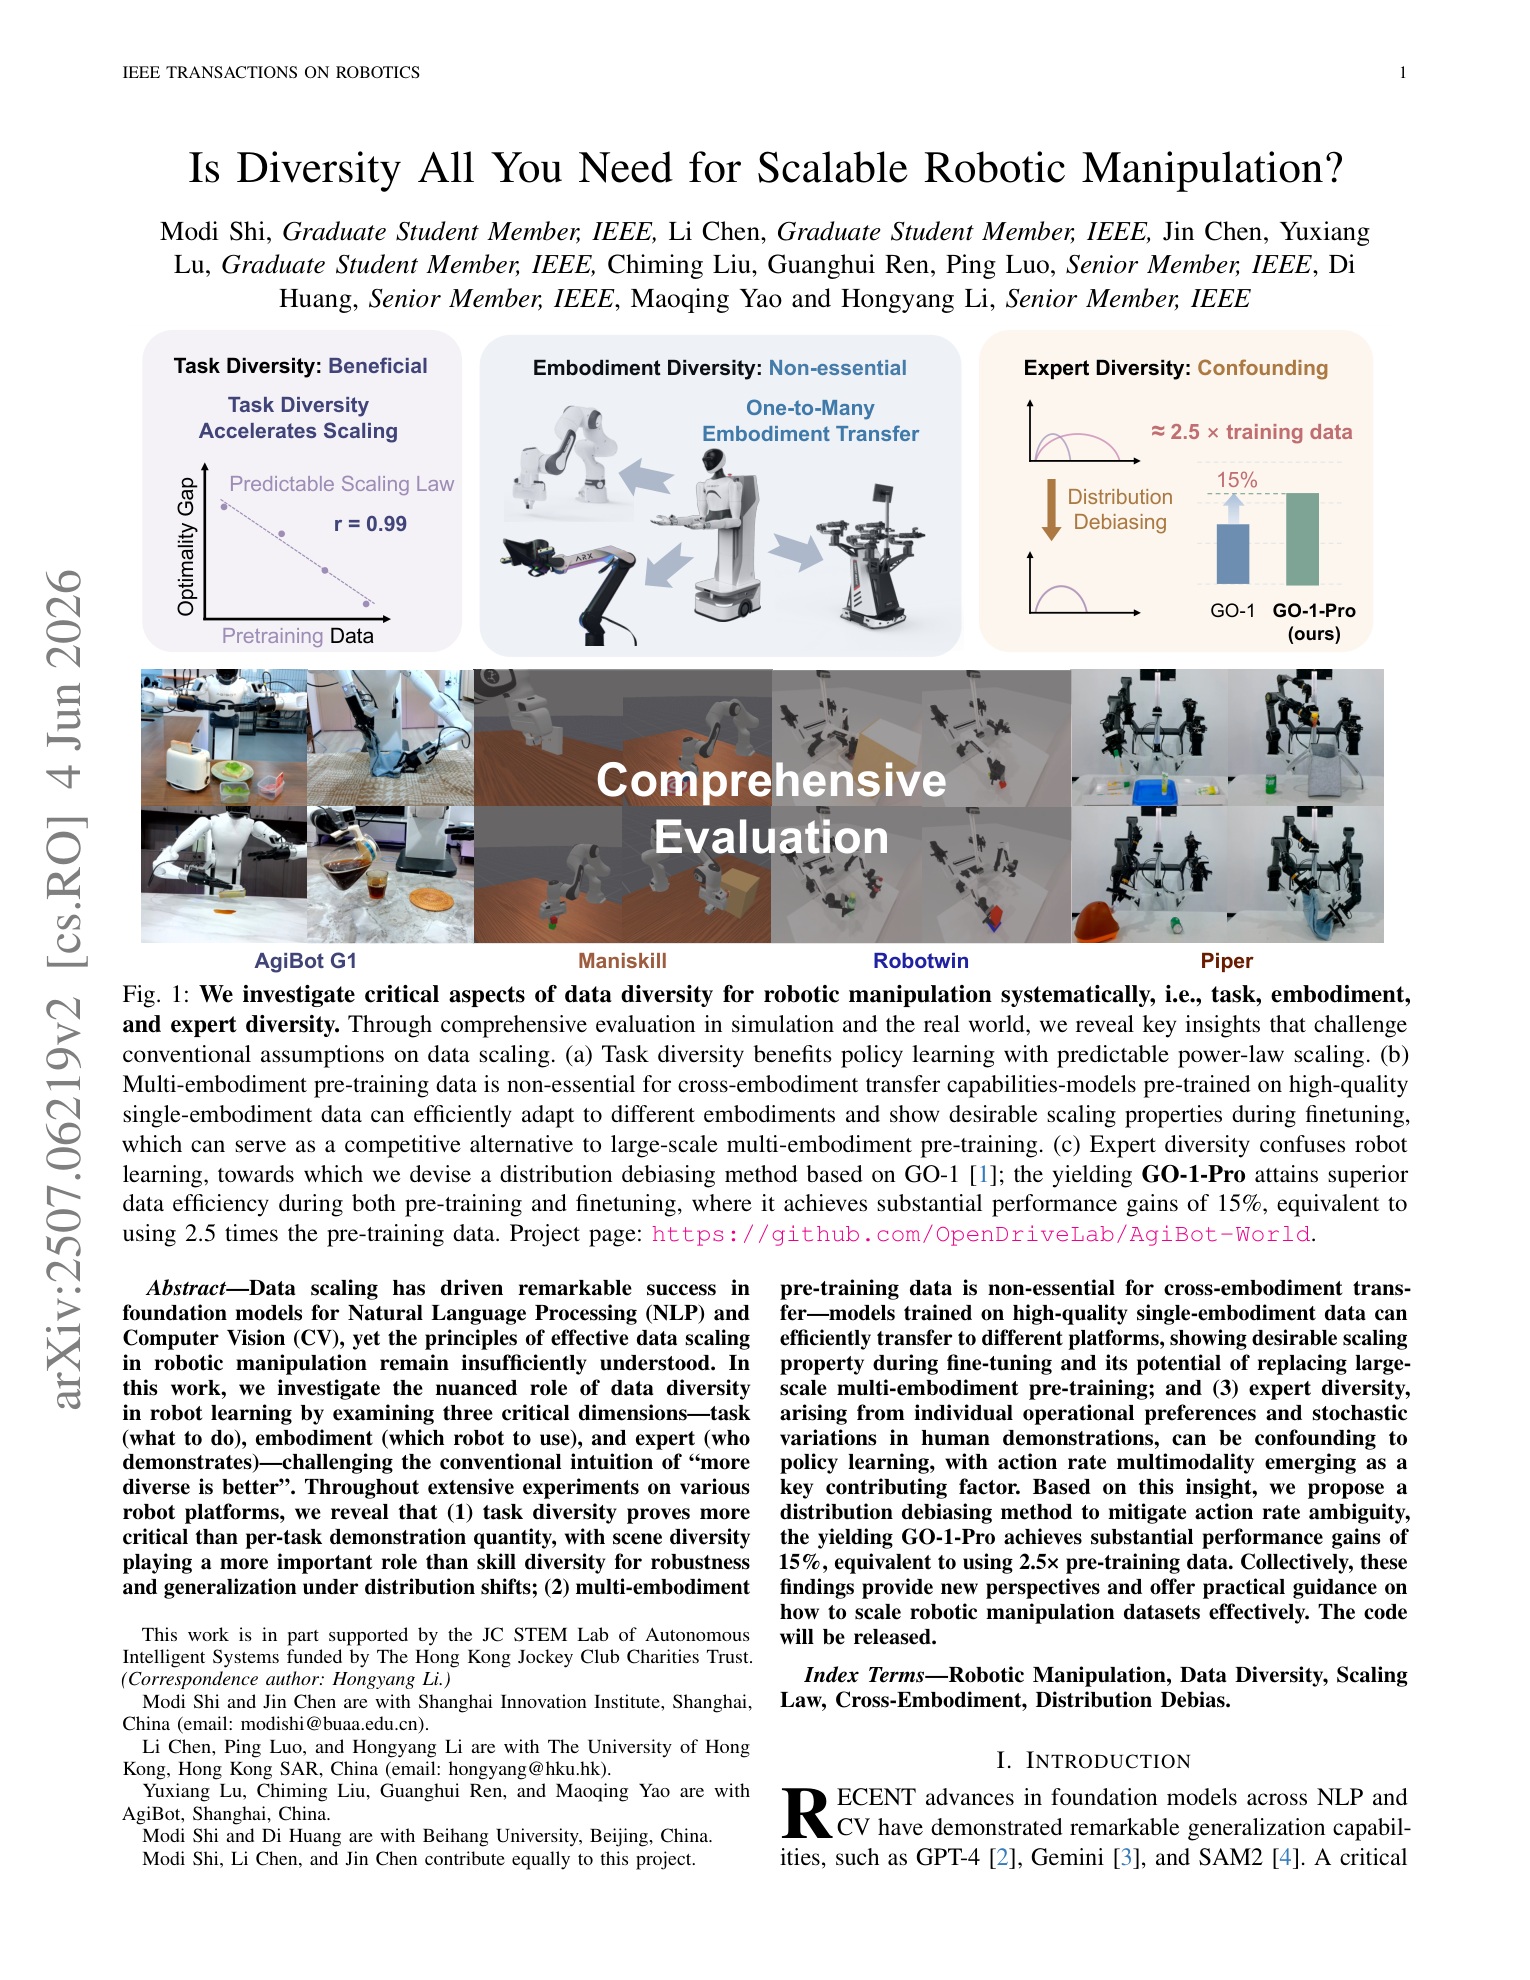 IEEE TRANSACTIONS ON ROBOTICS
1
Is Diversity All You Need for Scalable Robotic Manipulation?
Modi Shi, Graduate Student Member, IEEE, Li Chen, Graduate Student Member, IEEE, Jin Chen, Yuxiang
Lu, Graduate Student Member, IEEE, Chiming Liu, Guanghui Ren, Ping Luo, Senior Member, IEEE, Di
Huang, Senior Member, IEEE, Maoqing Yao and Hongyang Li, Senior Member, IEEE
Task Diversity: Beneficial
Task Diversity
Accelerates Scaling
Predictable Scaling Law
r = 0.99
Optimality Gap
Pretraining Data
Embodiment Diversity: Non-essential
One-to-Many
Embodiment Transfer
ARX
Expert Diversity: Confounding
≈ 2.5 × training data
15%
Distribution
Debiasing
GO-1
GO-1-Pro
(ours)
Comprehensive
Evaluation
AgiBot G1
Maniskill
Robotwin
Piper
Fig. 1: We investigate critical aspects of data diversity for robotic manipulation systematically, i.e., task, embodiment,
and expert diversity. Through comprehensive evaluation in simulation and the real world, we reveal key insights that challenge
conventional assumptions on data scaling. (a) Task diversity benefits policy learning with predictable power-law scaling. (b)
Multi-embodiment pre-training data is non-essential for cross-embodiment transfer capabilities-models pre-trained on high-quality
single-embodiment data can efficiently adapt to different embodiments and show desirable scaling properties during finetuning,
which can serve as a competitive alternative to large-scale multi-embodiment pre-training. (c) Expert diversity confuses robot
learning, towards which we devise a distribution debiasing method based on GO-1 [1]; the yielding GO-1-Pro attains superior
data efficiency during both pre-training and finetuning, where it achieves substantial performance gains of 15%, equivalent to
using 2.5 times the pre-training data. Project page: https://github.com/OpenDriveLab/AgiBot-World.
Abstract—Data scaling has driven remarkable success in
foundation models for Natural Language Processing (NLP) and
Computer Vision (CV), yet the principles of effective data scaling
in robotic manipulation remain insufficiently understood. In
this work, we investigate the nuanced role of data diversity
in robot learning by examining three critical dimensions—task
(what to do), embodiment (which robot to use), and expert (who
demonstrates)—challenging the conventional intuition of “more
diverse is better”. Throughout extensive experiments on various
robot platforms, we reveal that (1) task diversity proves more
critical than per-task demonstration quantity, with scene diversity
playing a more important role than skill diversity for robustness
and generalization under distribution shifts; (2) multi-embodiment
This work is in part supported by the JC STEM Lab of Autonomous
Intelligent Systems funded by The Hong Kong Jockey Club Charities Trust.
(Correspondence author: Hongyang Li.)
Modi Shi and Jin Chen are with Shanghai Innovation Institute, Shanghai,
China (email: modishi@buaa.edu.cn).
Li Chen, Ping Luo, and Hongyang Li are with The University of Hong
Kong, Hong Kong SAR, China (email: hongyang@hku.hk).
Yuxiang Lu, Chiming Liu, Guanghui Ren, and Maoqing Yao are with
AgiBot, Shanghai, China.
Modi Shi and Di Huang are with Beihang University, Beijing, China.
Modi Shi, Li Chen, and Jin Chen contribute equally to this project.
pre-training data is non-essential for cross-embodiment trans-
fer—models trained on high-quality single-embodiment data can
efficiently transfer to different platforms, showing desirable scaling
property during fine-tuning and its potential of replacing large-
scale multi-embodiment pre-training; and (3) expert diversity,
arising from individual operational preferences and stochastic
variations in human demonstrations, can be confounding to
policy learning, with action rate multimodality emerging as a
key contributing factor. Based on this insight, we propose a
distribution debiasing method to mitigate action rate ambiguity,
the yielding GO-1-Pro achieves substantial performance gains of
15%, equivalent to using 2.5× pre-training data. Collectively, these
findings provide new perspectives and offer practical guidance on
how to scale robotic manipulation datasets effectively. The code
will be released.
Index Terms—Robotic Manipulation, Data Diversity, Scaling
Law, Cross-Embodiment, Distribution Debias.
I. INTRODUCTION
RECENT advances in foundation models across NLP and
CV have demonstrated remarkable generalization capabil-
ities, such as GPT-4 [2], Gemini [3], and SAM2 [4]. A critical
arXiv:2507.06219v2 [cs.RO] 4 Jun 2026